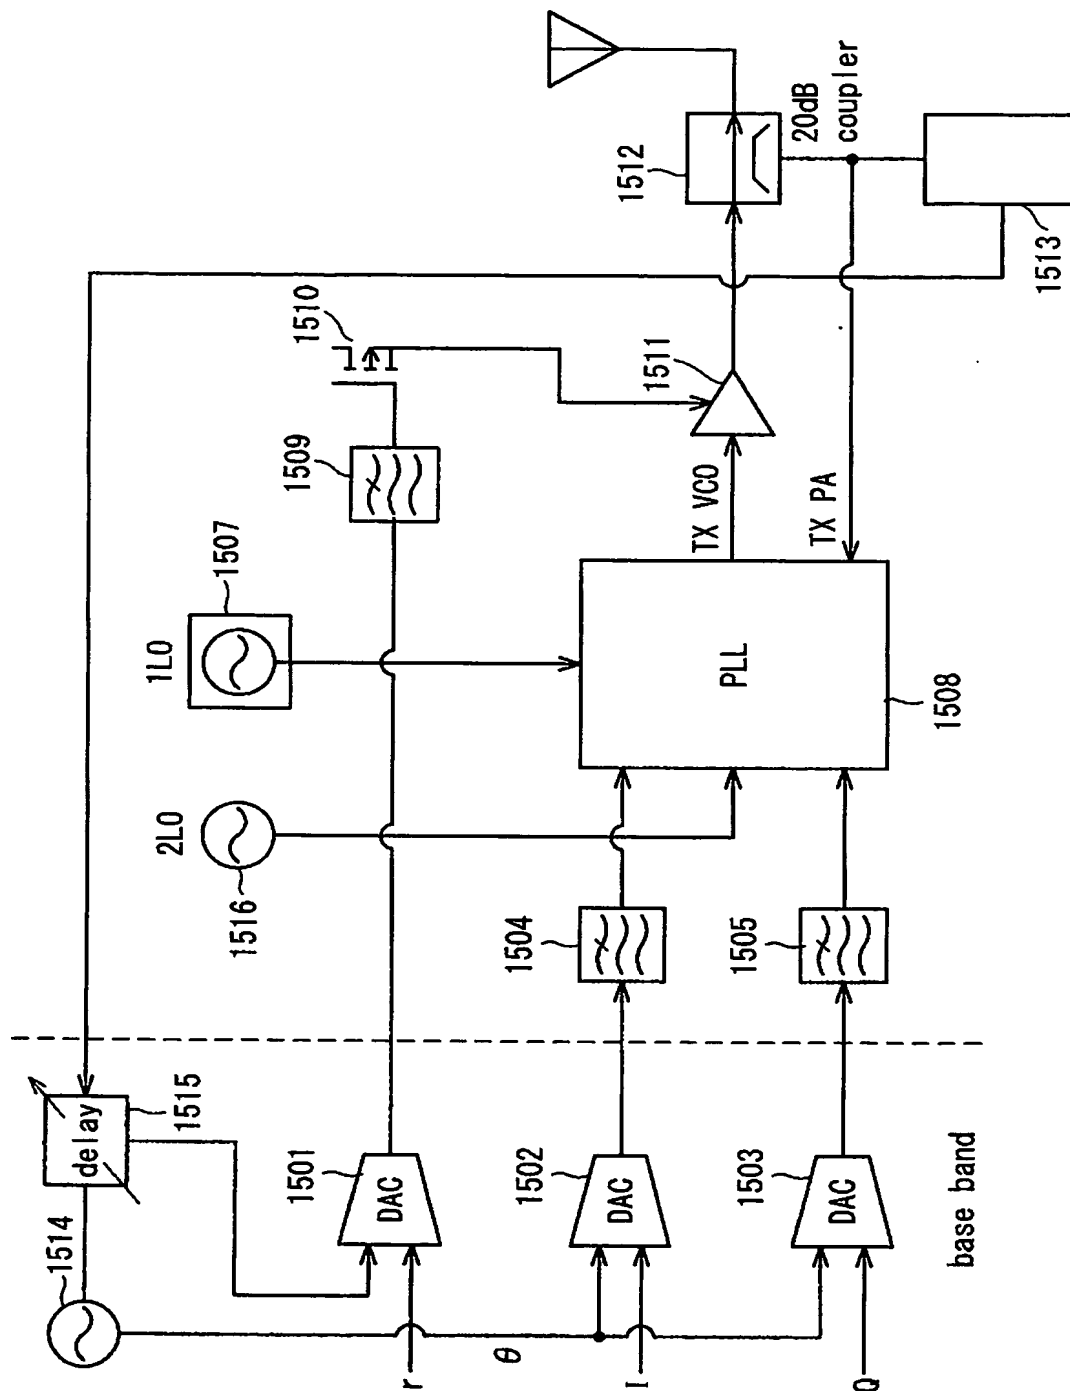 1514
delay
1515
r
θ
I
Q
DAC
1501
DAC
1502
DAC
1503
base band
2LO
1516
1LO
1507
1504
1505
1509
1510
PLL
1508
TX VCO
TX PA
1511
1512
20dB
coupler
1513